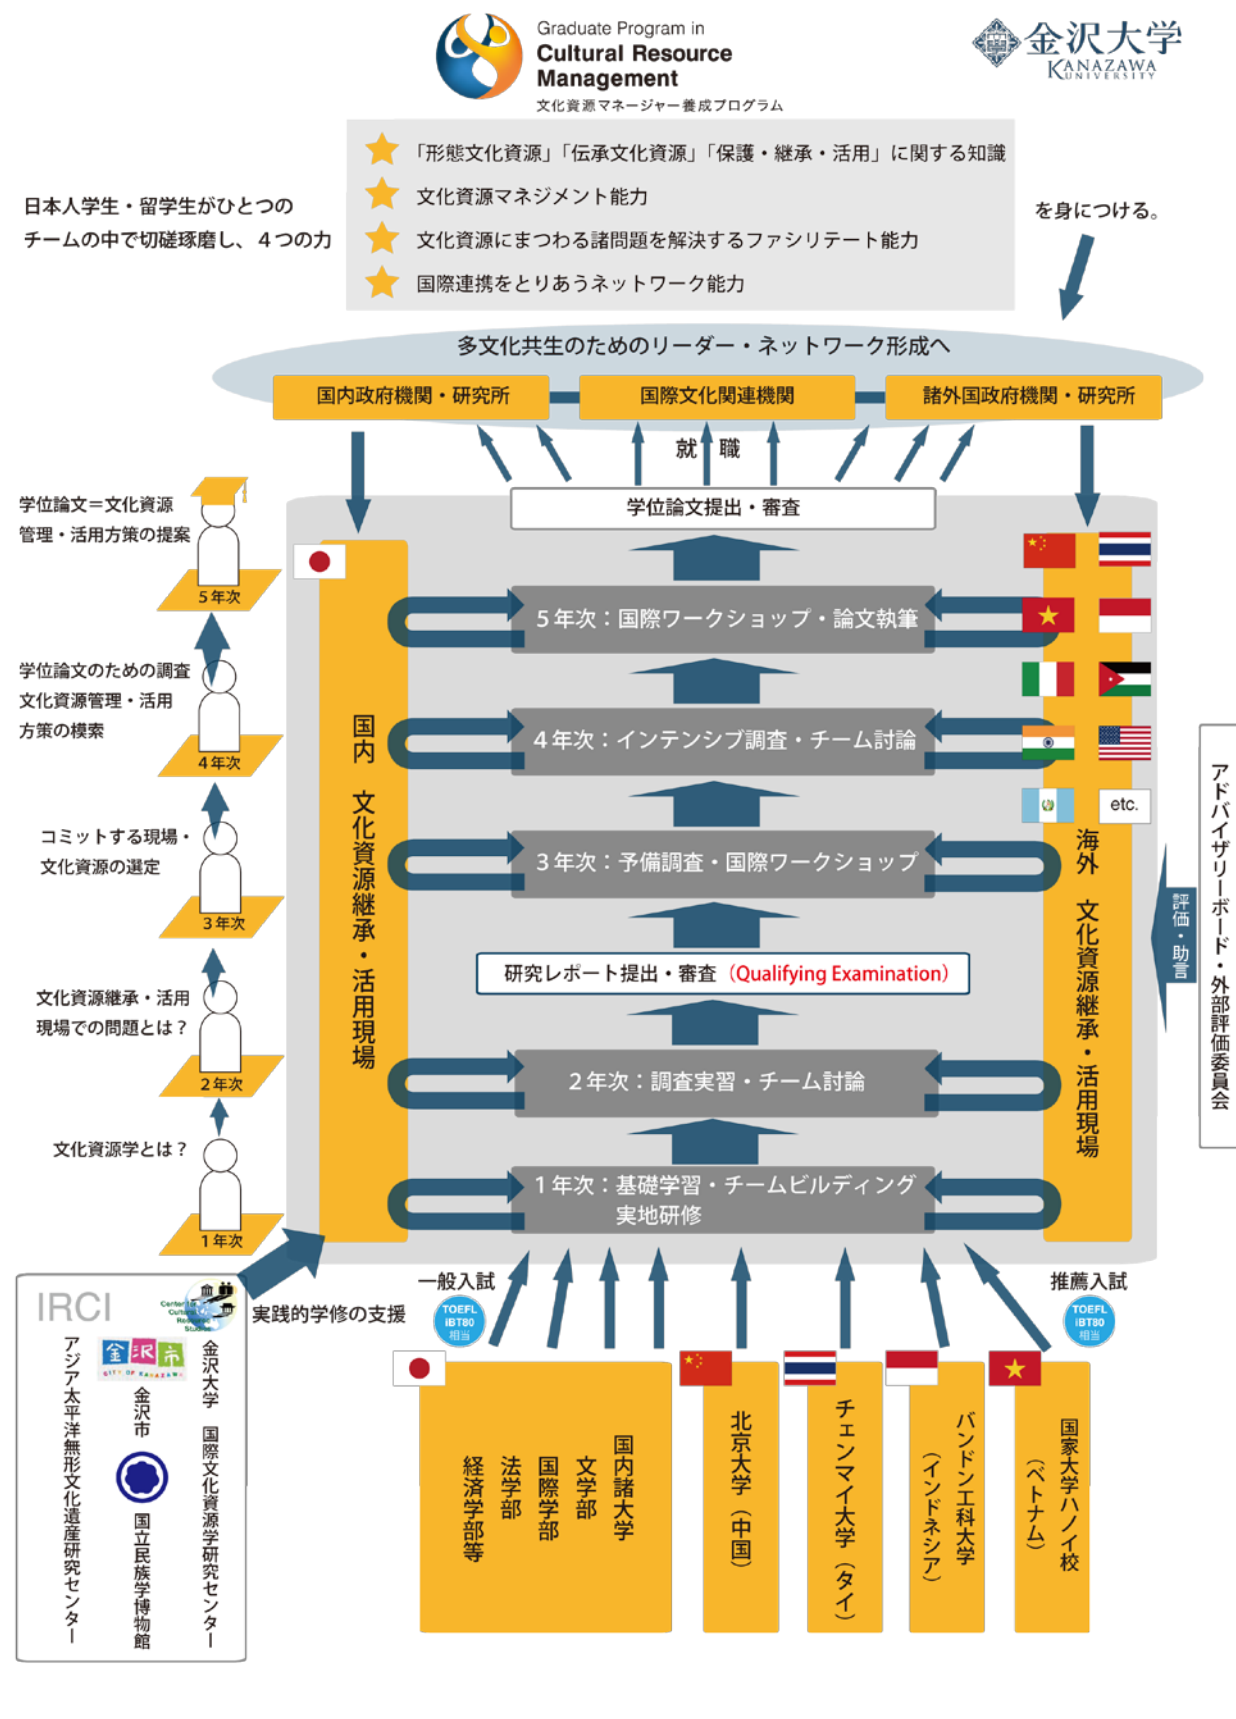 Graduate Program in
Cultural Resource
Management
文化資源マネージャー養成プログラム
金沢大学
KANAZAWA
UNIVERSITY
日本人学生・留学生がひとつの
チームの中で切磋琢磨し、４つの力
「形態文化資源」「伝承文化資源」「保護・継承・活用」に関する知識
文化資源マネジメント能力
文化資源にまつわる諸問題を解決するファシリテート能力
国際連携をとりあうネットワーク能力
を身につける。
多文化共生のためのリーダー・ネットワーク形成へ
国内政府機関・研究所
国際文化関連機関
諸外国政府機関・研究所
就職
学位論文提出・審査
学位論文＝文化資源
管理・活用方策の提案
５年次
５年次：国際ワークショップ・論文執筆
学位論文のための調査
文化資源管理・活用
方策の模索
４年次
４年次：インテンシブ調査・チーム討論
コミットする現場・
文化資源の選定
３年次
３年次：予備調査・国際ワークショップ
研究レポート提出・審査（Qualifying Examination）
文化資源継承・活用
現場での問題とは？
２年次
２年次：調査実習・チーム討論
文化資源学とは？
１年次
１年次：基礎学習・チームビルディング
実地研修
国内　文化資源継承・活用現場
etc.
海外　文化資源継承・活用現場
評価・助言
アドバイザリーボード・外部評価委員会
実践的学修の支援
IRCI
アジア太平洋無形文化遺産研究センター
Center for
Cultural
Resource
Studies
金沢市
CITY OF KANAZAWA
金沢市
国立民族学博物館
金沢大学　国際文化資源学研究センター
一般入試
TOEFL
iBT80
相当
推薦入試
TOEFL
iBT80
相当
国内諸大学
文学部
国際学部
法学部
経済学部等
北京大学（中国）
チェンマイ大学（タイ）
バンドン工科大学
（インドネシア）
国家大学ハノイ校
（ベトナム）